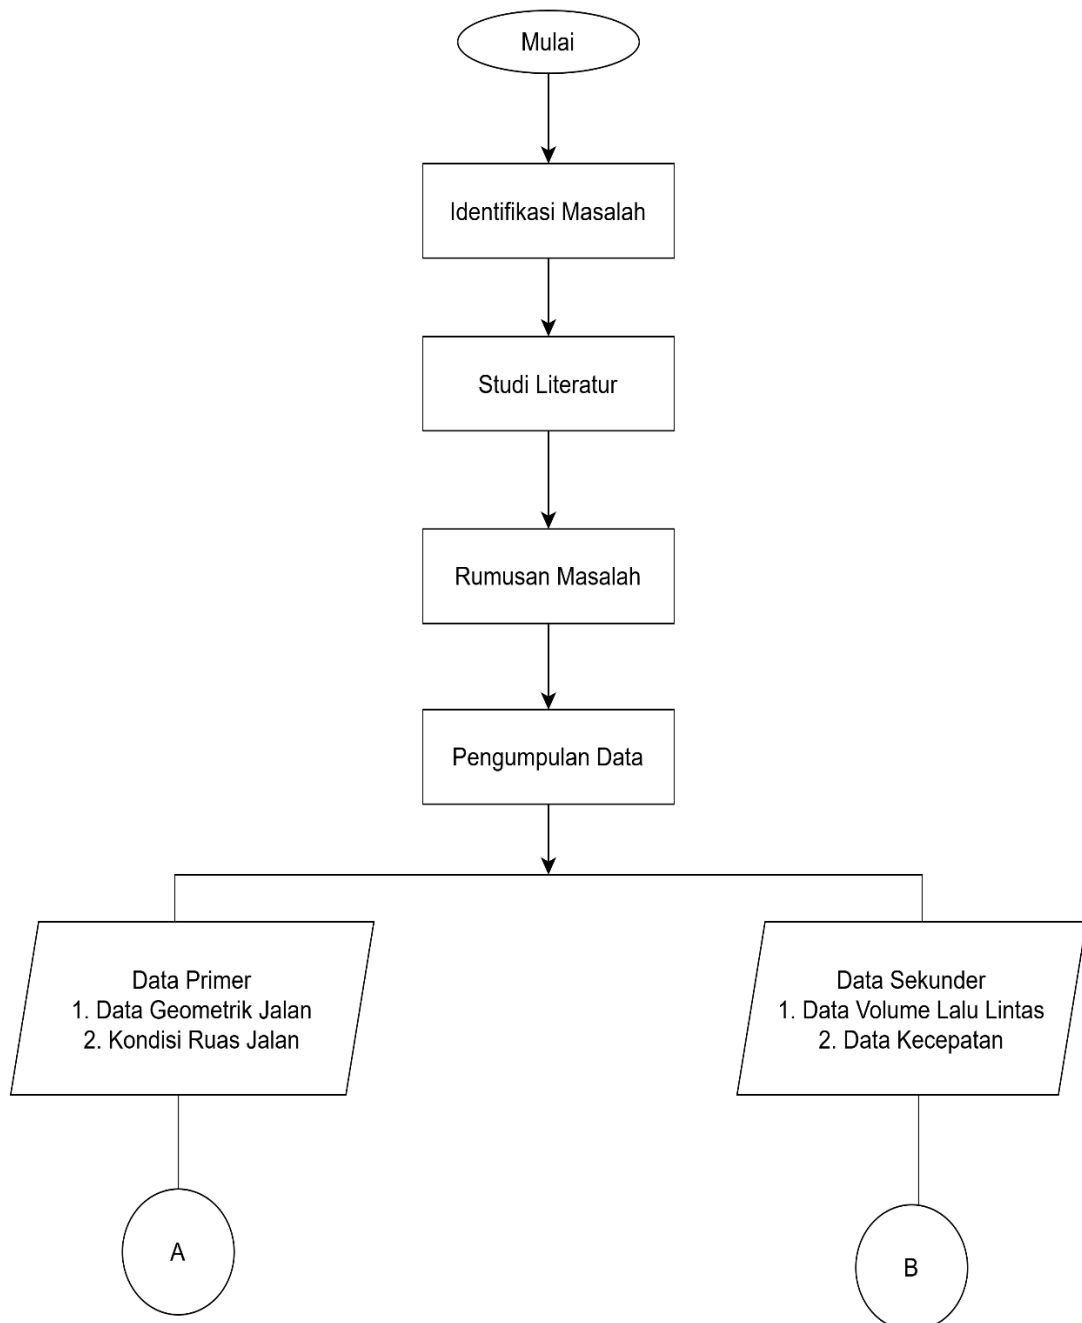 Mulai
Identifikasi Masalah
Studi Literatur
Rumusan Masalah
Pengumpulan Data
Data Primer
1. Data Geometrik Jalan
2. Kondisi Ruas Jalan
Data Sekunder
1. Data Volume Lalu Lintas
2. Data Kecepatan
A
B